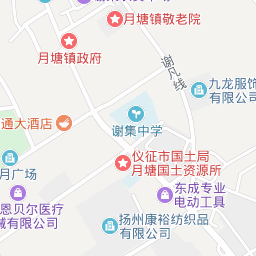 月塘镇敬老院
月塘镇政府
谢凡线
九龙服饰
有限公司
通大酒店
谢集中学
仪征市国土局
月塘国土资源所
月广场
东成专业
电动工具
恩贝尔医疗
械有限公司
扬州康裕纺织品
有限公司